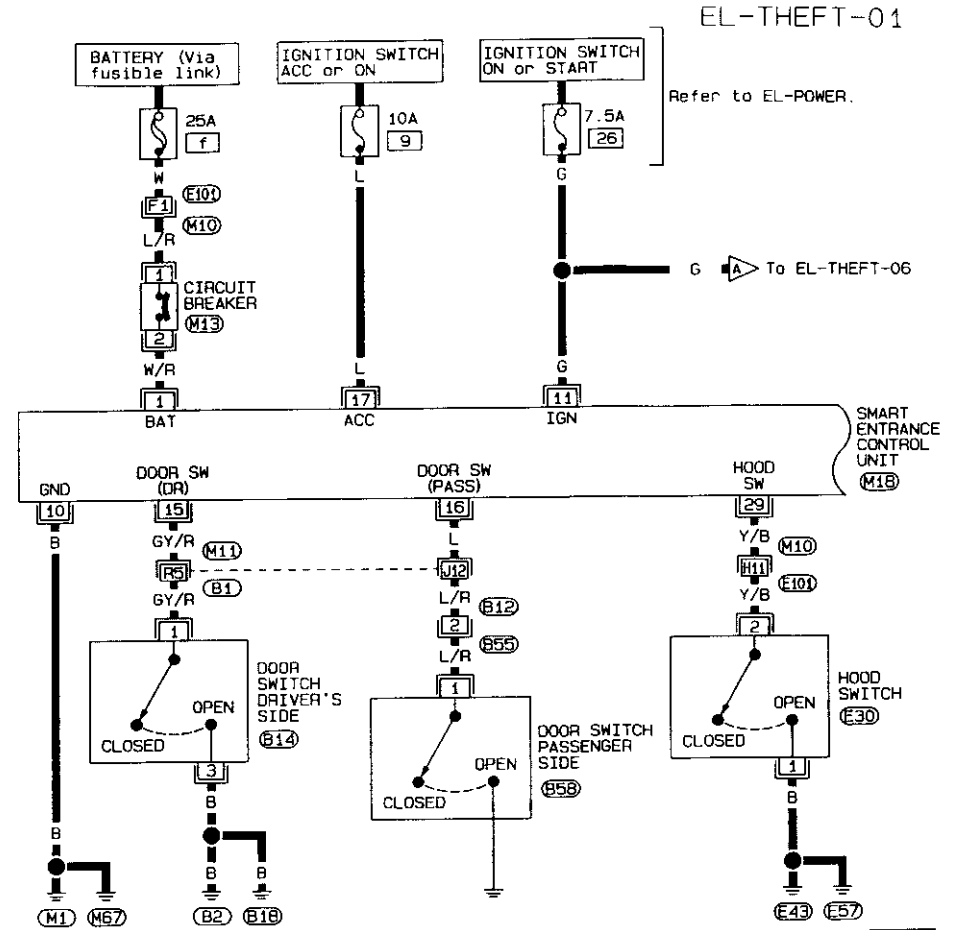 EL-THEFT-01
BATTERY (Via
fusible link)
IGNITION SWITCH
ACC or ON
IGNITION SWITCH
ON or START
Refer to EL-POWER.
25A
f
10A
9
7.5A
26
W
L
G
F1
E101
M10
L/R
1
CIRCUIT
BREAKER
M13
2
G
A
To EL-THEFT-06
W/R
L
G
1
17
11
BAT
ACC
IGN
SMART
ENTRANCE
CONTROL
UNIT
M18
GND
DOOR SW
(DR)
DOOR SW
(PASS)
HOOD
SW
10
15
16
29
B
GY/R
M11
L
Y/B
M10
R5
J12
H11
B1
E101
GY/R
L/R
B12
Y/B
1
2
2
B55
L/R
1
DOOR
SWITCH
DRIVER'S
SIDE
B14
OPEN
CLOSED
3
DOOR SWITCH
PASSENGER
SIDE
B58
OPEN
CLOSED
HOOD
SWITCH
E30
OPEN
CLOSED
1
B
B
B
B
B
M1
M67
B2
B18
E43
E57